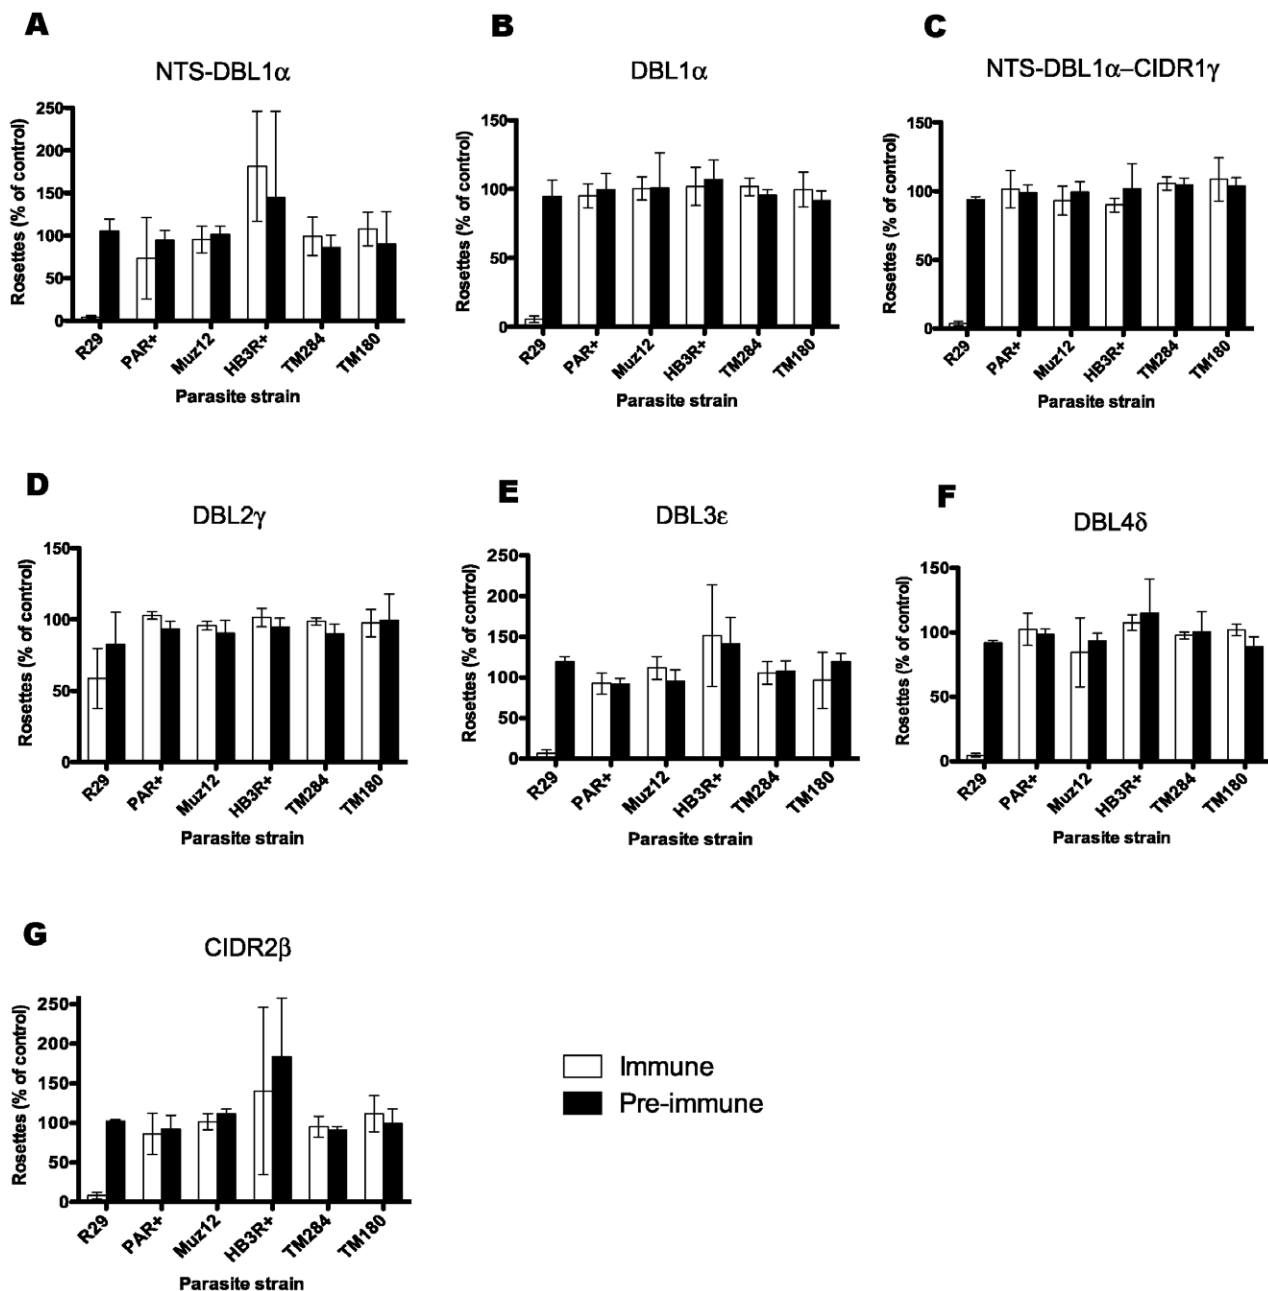 A
NTS-DBL1α
Rosettes (% of control)
250
200
150
100
50
0
R29
PAR+
Muz12
HB3R+
TM284
TM180
Parasite strain
B
DBL1α
Rosettes (% of control)
150
100
50
0
R29
PAR+
Muz12
HB3R+
TM284
TM180
Parasite strain
C
NTS-DBL1α–CIDR1γ
Rosettes (% of control)
150
100
50
0
R29
PAR+
Muz12
HB3R+
TM284
TM180
Parasite strain
D
DBL2γ
Rosettes (% of control)
150
100
50
0
R29
PAR+
Muz12
HB3R+
TM284
TM180
Parasite strain
E
DBL3ε
Rosettes (% of control)
250
200
150
100
50
0
R29
PAR+
Muz12
HB3R+
TM284
TM180
Parasite strain
F
DBL4δ
Rosettes (% of control)
150
100
50
0
R29
PAR+
Muz12
HB3R+
TM284
TM180
Parasite strain
G
CIDR2β
Rosettes (% of control)
250
200
150
100
50
0
R29
PAR+
Muz12
HB3R+
TM284
TM180
Parasite strain
Immune
Pre-immune